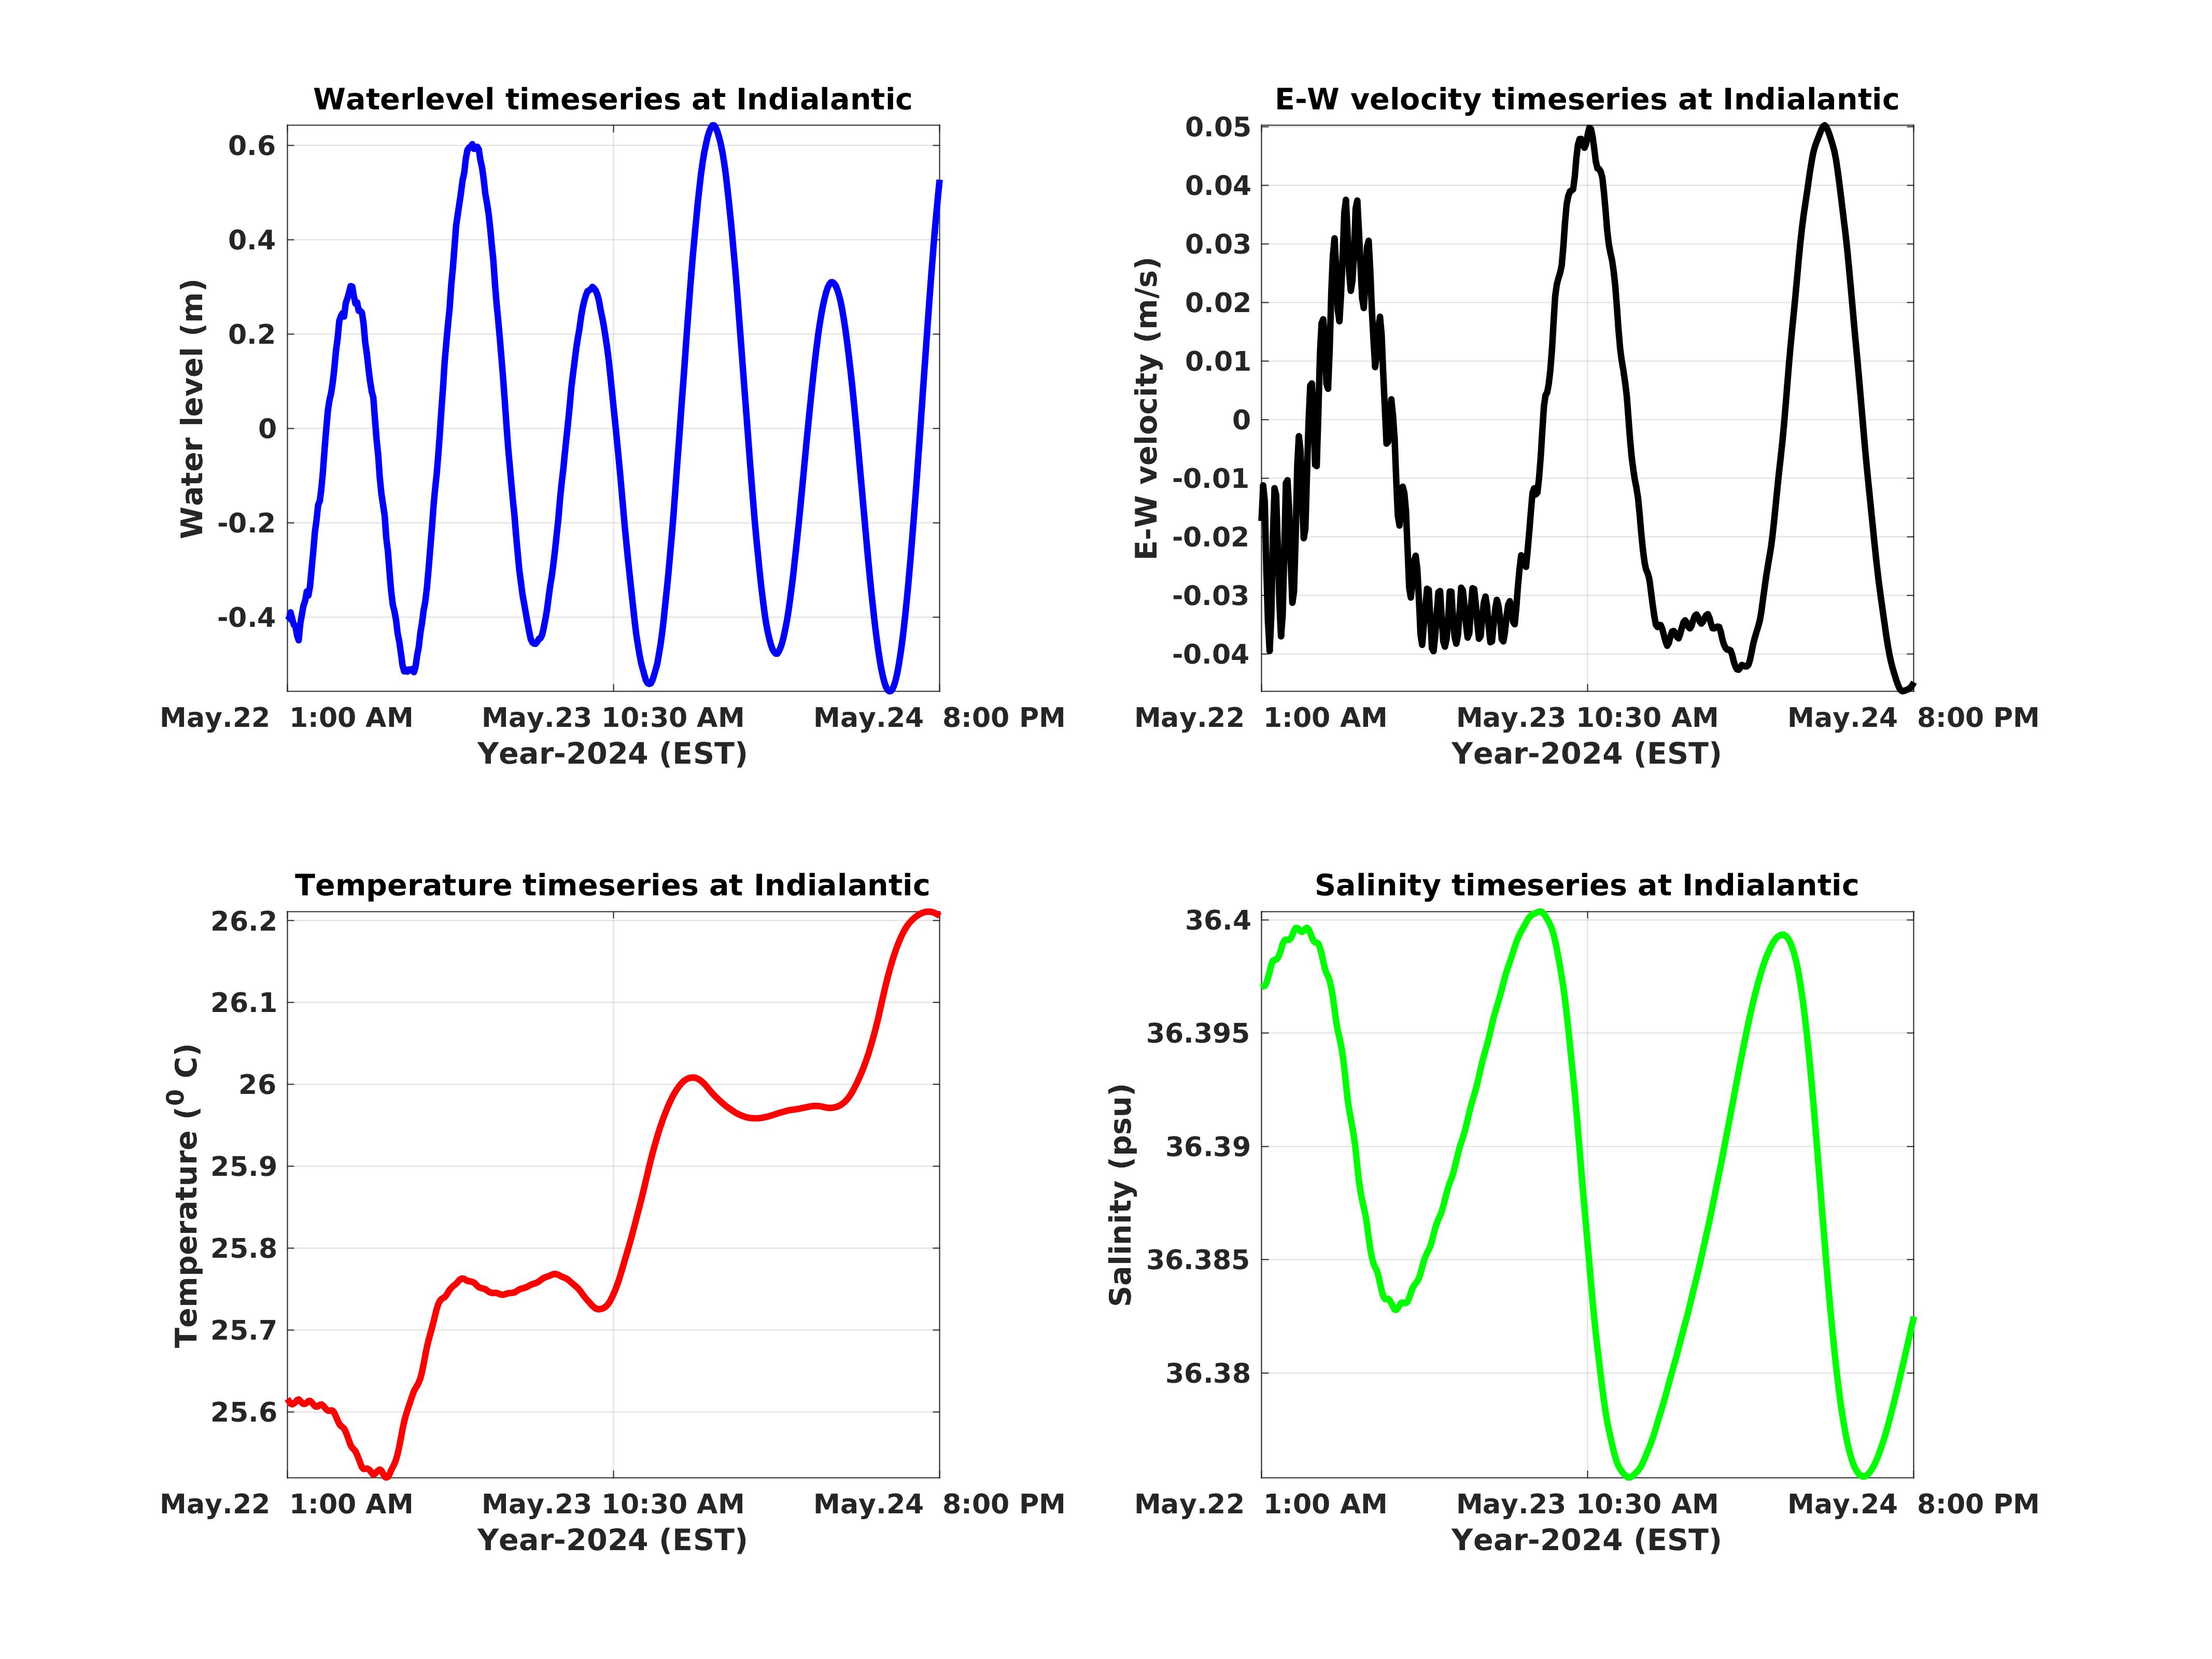 Waterlevel timeseries at Indialantic
Water level (m)
0.6
0.4
0.2
0
-0.2
-0.4
May.22 1:00 AM
May.23 10:30 AM
May.24 8:00 PM
Year-2024 (EST)
E-W velocity timeseries at Indialantic
E-W velocity (m/s)
0.05
0.04
0.03
0.02
0.01
0
-0.01
-0.02
-0.03
-0.04
May.22 1:00 AM
May.23 10:30 AM
May.24 8:00 PM
Year-2024 (EST)
Temperature timeseries at Indialantic
Temperature (⁰ C)
26.2
26.1
26
25.9
25.8
25.7
25.6
May.22 1:00 AM
May.23 10:30 AM
May.24 8:00 PM
Year-2024 (EST)
Salinity timeseries at Indialantic
Salinity (psu)
36.4
36.395
36.39
36.385
36.38
May.22 1:00 AM
May.23 10:30 AM
May.24 8:00 PM
Year-2024 (EST)